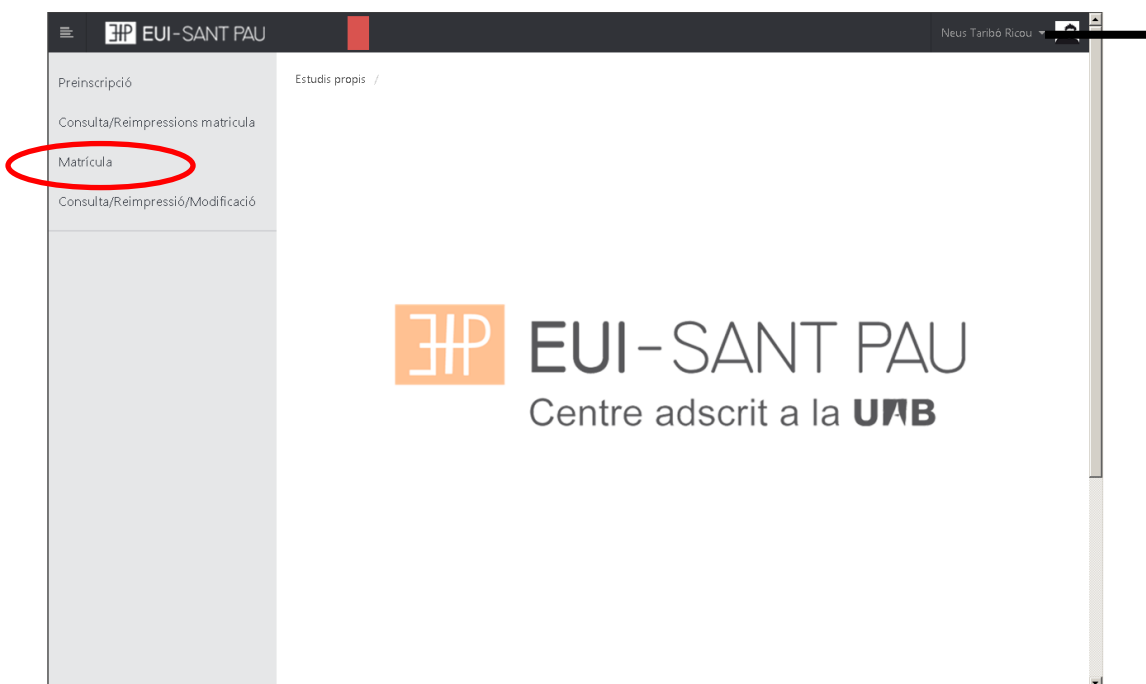 EUI-SANT PAU
Neus Taribó Ricou
Preinscripció
Consulta/Reimpressions matricula
Matrícula
Consulta/Reimpressió/Modificació
Estudis propis /
EUI-SANT PAU
Centre adscrit a la UAB